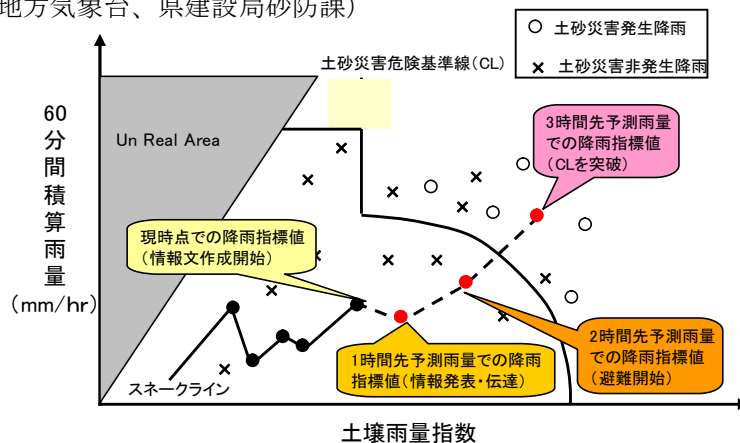 地方気象台、県建設局砂防課）
土砂災害発生降雨
土砂災害非発生降雨
土砂災害危険基準線(CL)
60
分
間
積
算
雨
量
（mm/hr）
Un Real Area
3時間先予測雨量
での降雨指標値
（CLを突破）
現時点での降雨指標値
（情報文作成開始）
2時間先予測雨量
での降雨指標値
（避難開始）
1時間先予測雨量での降雨
指標値（情報発表・伝達）
スネークライン
土壌雨量指数